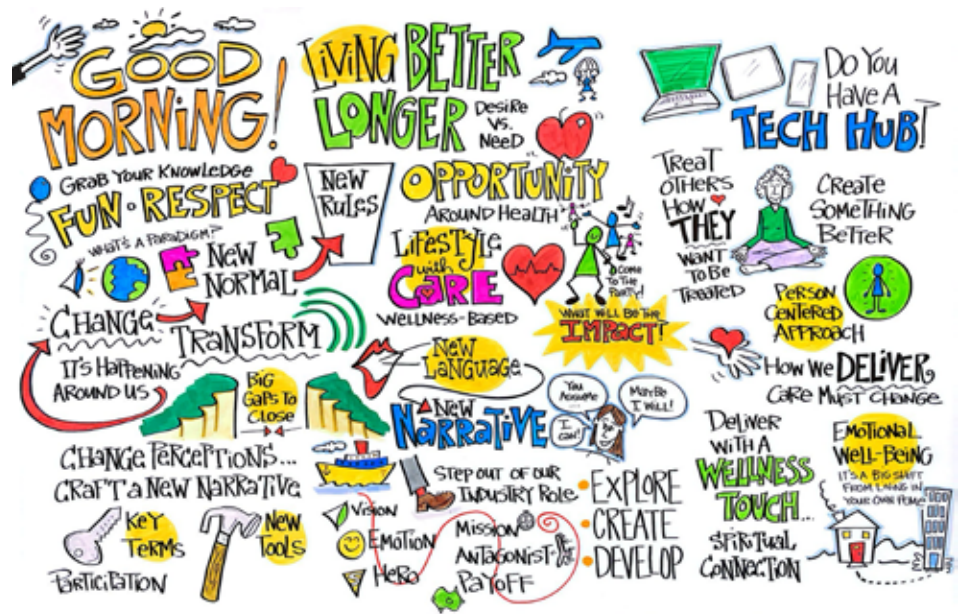 GOOD
MORNING!
GRAB YOUR KNOWLEDGE
FUN • RESPECT
WHAT'S A PARADIGM?
NEW
NORMAL
NEW
RULES
CHANGE
TRANSFORM
IT'S HAPPENING
AROUND US
BIG
GAPS TO
CLOSE
CHANGE PERCEPTIONS...
CRAFT A NEW NARRATIVE
KEY
TERMS
NEW
TOOLS
PARTICIPATION
LIVING BETTER
LONGER
DESIRE
VS.
NEED
OPPORTUNITY
AROUND HEALTH
LIFESTYLE
with
CARE
WELLNESS-BASED
COME
TO THE
PARTY!
WHAT WILL BE THE
IMPACT!
NEW
LANGUAGE
A NEW
NARRATIVE
YOU
ASSUME
I
CAN!
MAYBE
I WILL!
STEP OUT OF OUR
INDUSTRY ROLE
VISION
EMOTION
HERO
MISSION
ANTAGONIST
PAYOFF
• EXPLORE
• CREATE
• DEVELOP
DO YOU
HAVE A
TECH HUB!
TREAT
OTHERS
HOW
THEY
WANT
TO BE
TREATED
CREATE
SOMETHING
BETTER
PERSON
CENTERED
APPROACH
HOW WE DELIVER
CARE MUST CHANGE
DELIVER
WITH A
WELLNESS
TOUCH...
SPIRITUAL
CONNECTION
EMOTIONAL
WELL-BEING
IT'S A BIG SHIFT
FROM LIVING IN
YOUR OWN HOME